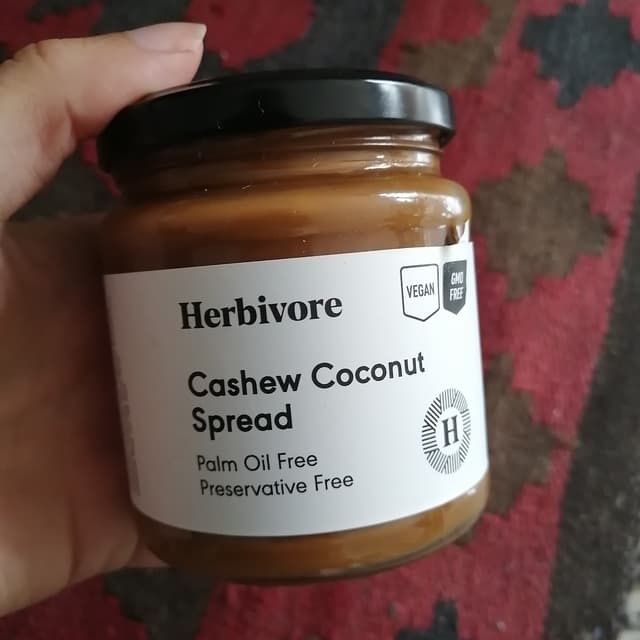 VEGAN
GMO
FREE
Herbivore
Cashew Coconut
Spread
H
Palm Oil Free
Preservative Free